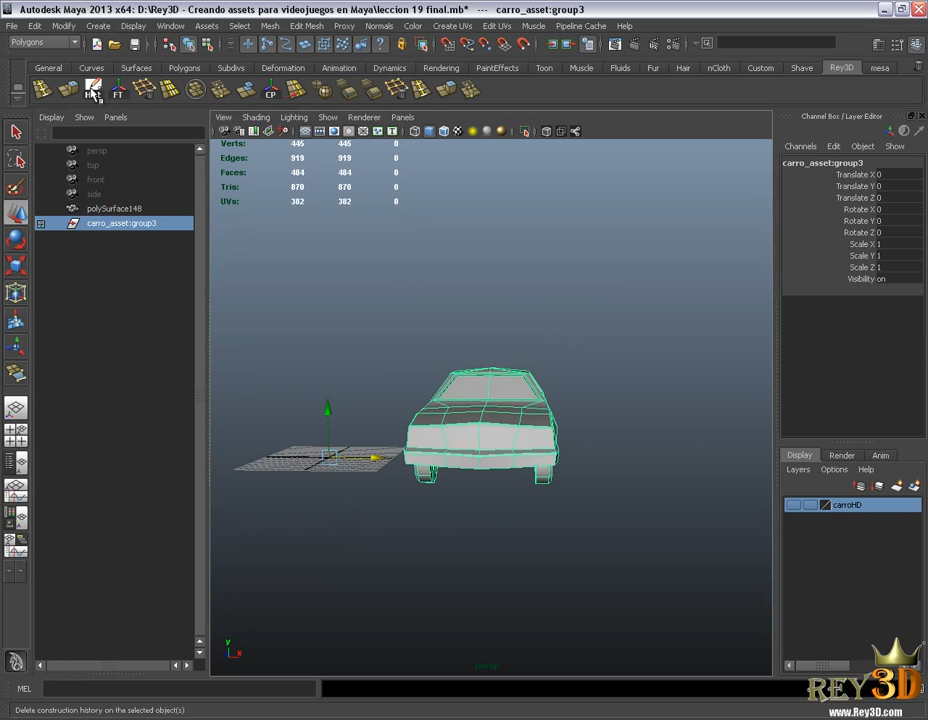 Autodesk Maya 2013 x64: D:\Rey3D\Creando assets para videojuegos en Maya\leccion 19 final.mb* --- carro_asset:group3
File Edit Modify Create Display Window Assets Select Mesh Edit Mesh Proxy Normals Color Create UVs Edit UVs Muscle Pipeline Cache Help
Polygons
General Curves Surfaces Polygons Subdivs Deformation Animation Dynamics Rendering PaintEffects Toon Muscle Fluids Fur Hair nCloth Custom Shave Rey3D mesa
FT CP
Display Show Panels
View Shading Lighting Show Renderer Panels
Channel Box / Layer Editor
Channels Edit Object Show
persp
top
front
side
polySurface148
carro_asset:group3
Verts: 445 445 0
Edges: 919 919 0
Faces: 484 484 0
Tris: 870 870 0
UVs: 382 382 0
y
x
persp
carro_asset:group3
Translate X 0
Translate Y 0
Translate Z 0
Rotate X 0
Rotate Y 0
Rotate Z 0
Scale X 1
Scale Y 1
Scale Z 1
Visibility on
Display Render Anim
Layers Options Help
carroHD
MEL
Delete construction history on the selected object(s)
REY3D
www.Rey3D.com